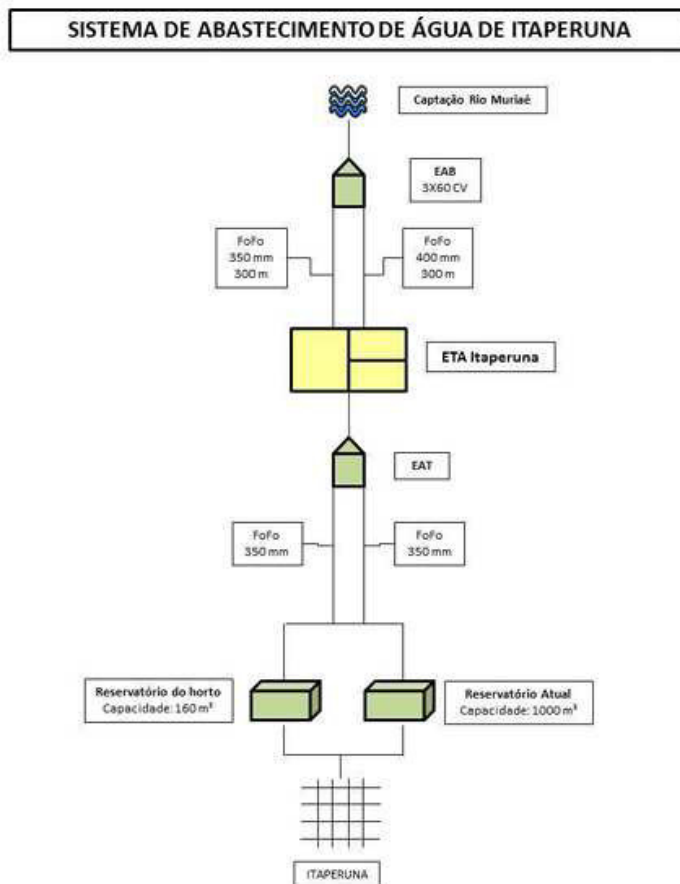 SISTEMA DE ABASTECIMENTO DE ÁGUA DE ITAPERUNA
Captação Rio Muriaé
EAB
3X60 CV
FoFo
350 mm
300 m
FoFo
400 mm
300 m
ETA Itaperuna
EAT
FoFo
350 mm
FoFo
350 mm
Reservatório do horto
Capacidade: 160 m³
Reservatório Atual
Capacidade: 1000 m³
ITAPERUNA